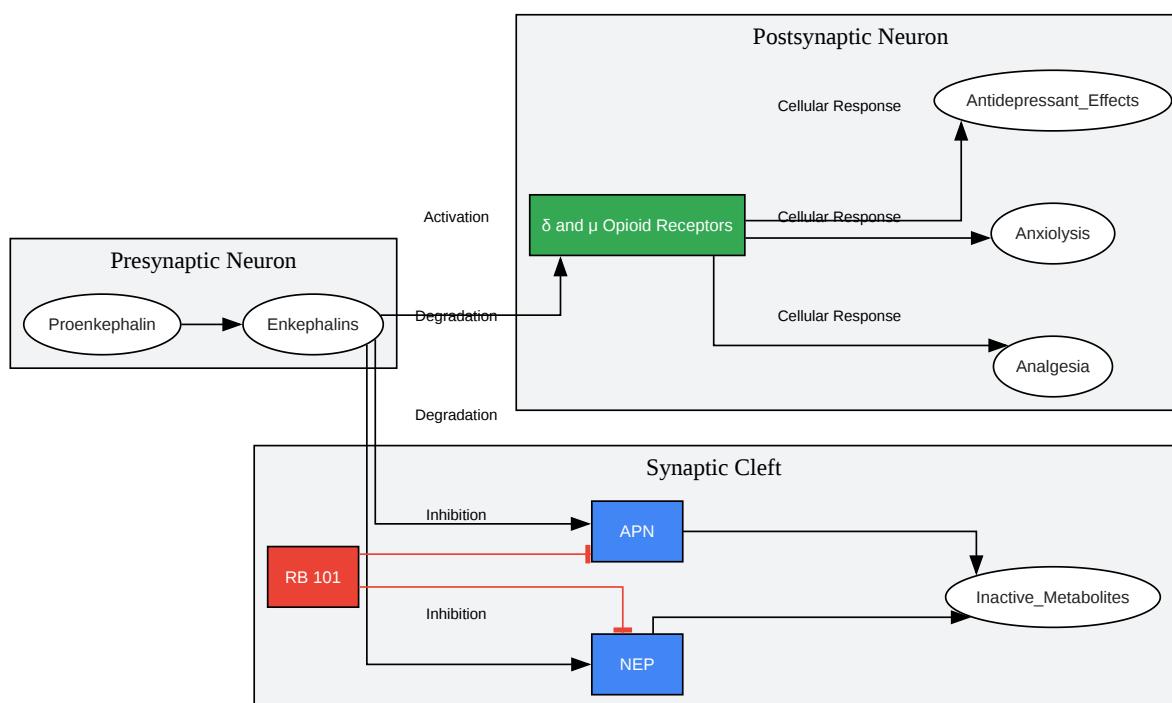 Postsynaptic Neuron
Antidepressant_Effects
Cellular Response
Activation
δ and μ Opioid Receptors
Cellular Response
Anxiolysis
Presynaptic Neuron
Proenkephalin
Enkephalins
Degradation
Cellular Response
Analgesia
Degradation
Synaptic Cleft
Inhibition
APN
RB 101
Inactive_Metabolites
Inhibition
NEP